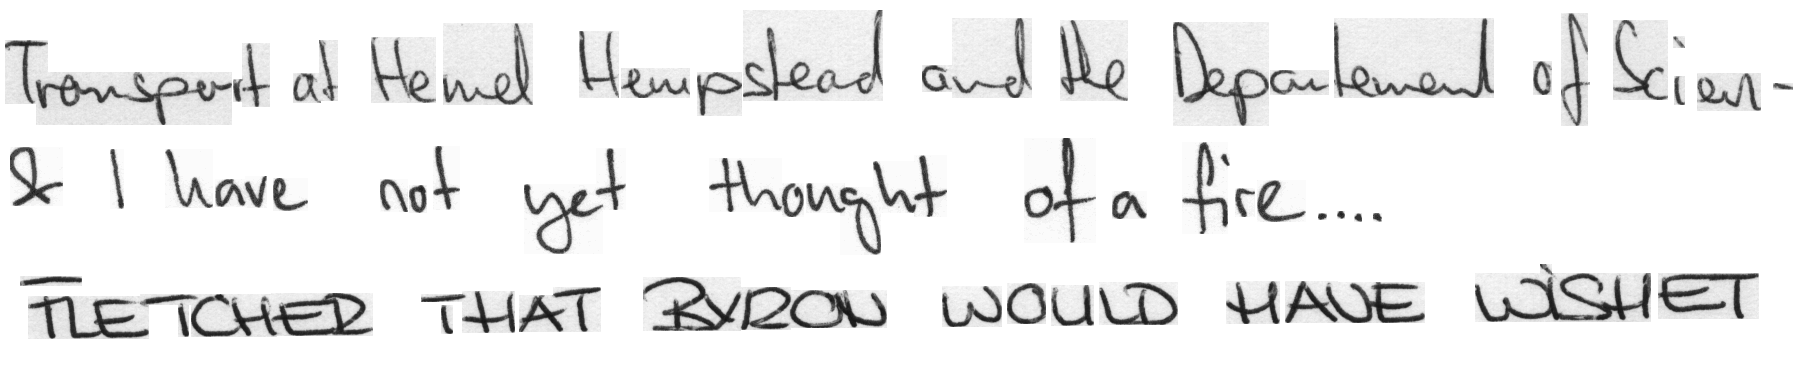 Transport at Hemel Hempstead and the Departement of Scien-
& I have not yet thought of a fire....
FLETCHER THAT BYRON WOULD HAVE WISHET